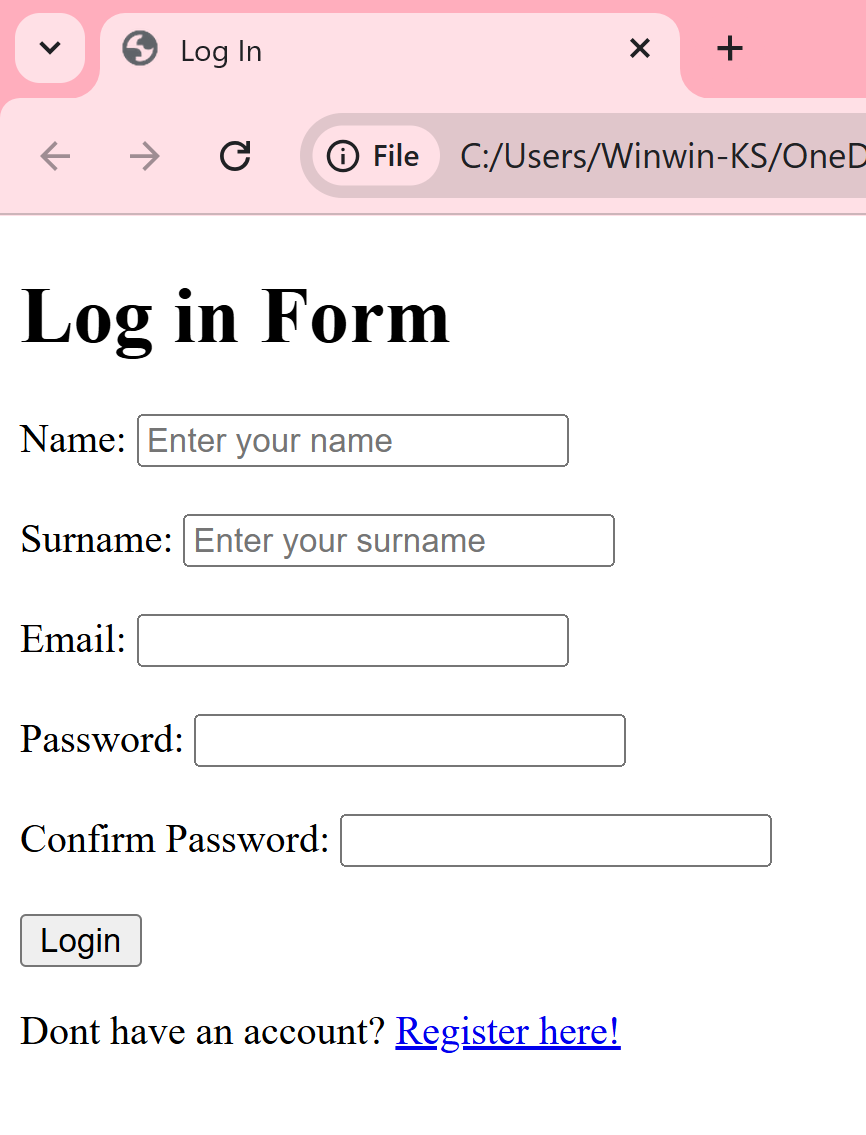 Log In
File C:/Users/Winwin-KS/OneD
Log in Form
Name: Enter your name
Surname: Enter your surname
Email:
Password:
Confirm Password:
Login
Dont have an account? Register here!